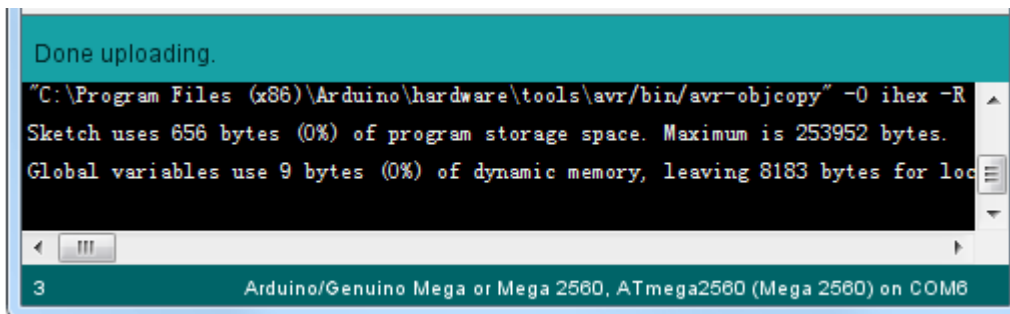 Done uploading.
"C:\Program Files (x86)\Arduino\hardware\tools\avr/bin/avr-objcopy" -O ihex -R
Sketch uses 656 bytes (0%) of program storage space. Maximum is 253952 bytes.
Global variables use 9 bytes (0%) of dynamic memory, leaving 8183 bytes for loc
3 Arduino/Genuino Mega or Mega 2560, ATmega2560 (Mega 2560) on COM6